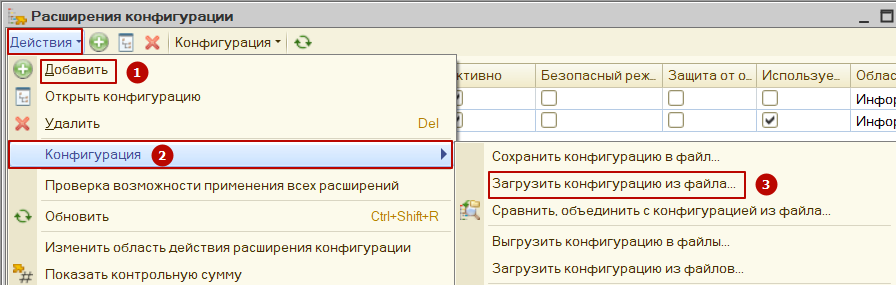 Расширения конфигурации
Действия Конфигурация
Добавить 1
ктивно Безопасный реж... Защита от о... Используе... Облас
Открыть конфигурацию
Инфор
Удалить Del
Инфор
Конфигурация 2
Сохранить конфигурацию в файл...
Проверка возможности применения всех расширений
Загрузить конфигурацию из файла... 3
Обновить Ctrl+Shift+R
Сравнить, объединить с конфигурацией из файла...
Изменить область действия расширения конфигурации
Выгрузить конфигурацию в файлы...
Показать контрольную сумму
Загрузить конфигурацию из файлов...